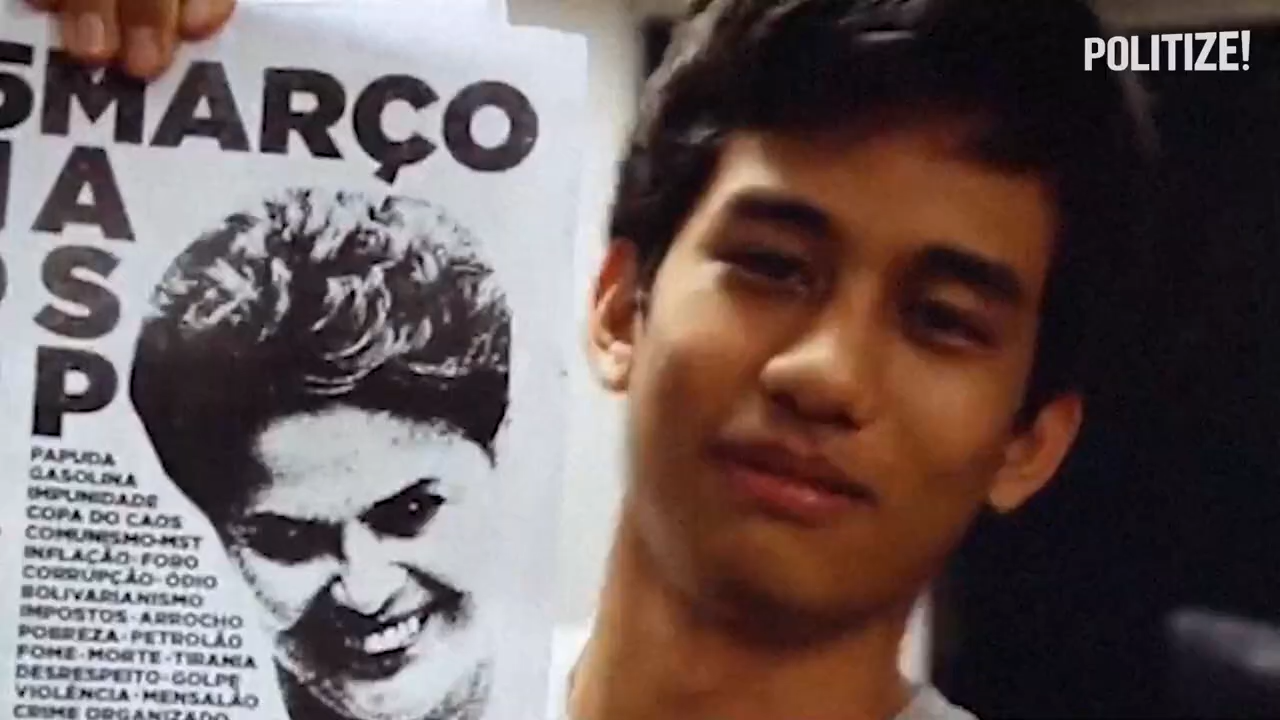 POLITIZE!
5MARÇO
A
S
P
PAPUDA
GASOLINA
IMPUNIDADE
COPA DO CAOS
COMUNISMO-MST
INFLAÇÃO-FORO
CORRUPÇÃO-ÓDIO
BOLIVARIANISMO
IMPOSTOS-ARROCHO
POBREZA-PETROLÃO
FOME-MORTE-TIRANIA
DESRESPEITO-GOLPE
VIOLÊNCIA-MENSALÃO
CRIME ORGANIZADO